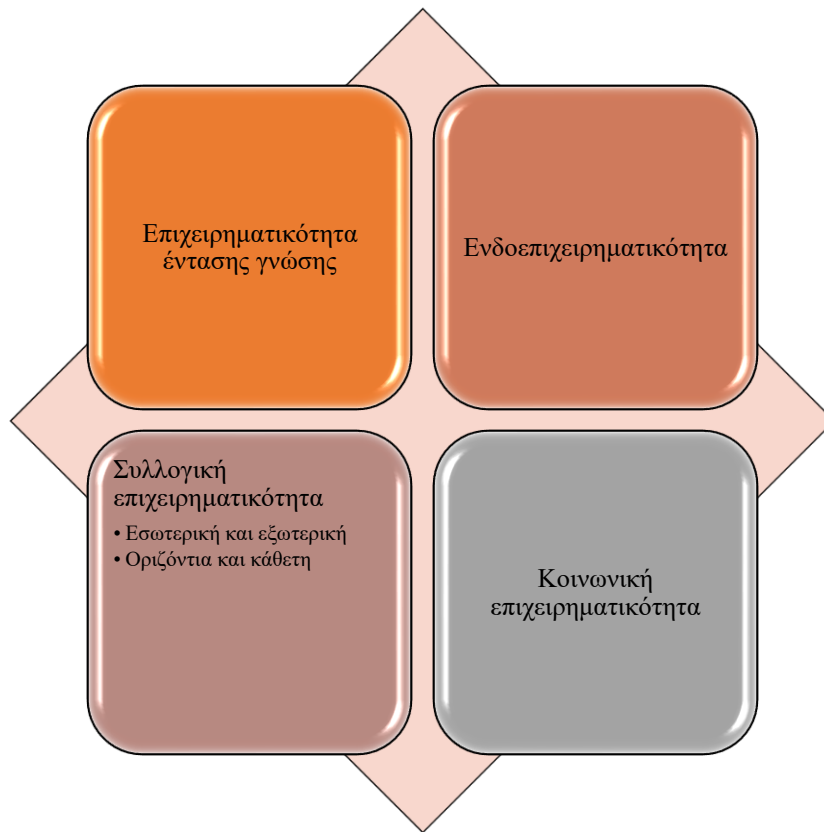 Επιχειρηματικότητα
έντασης γνώσης
Ενδοεπιχειρηματικότητα
Συλλογική
επιχειρηματικότητα
• Εσωτερική και εξωτερική
• Οριζόντια και κάθετη
Κοινωνική
επιχειρηματικότητα